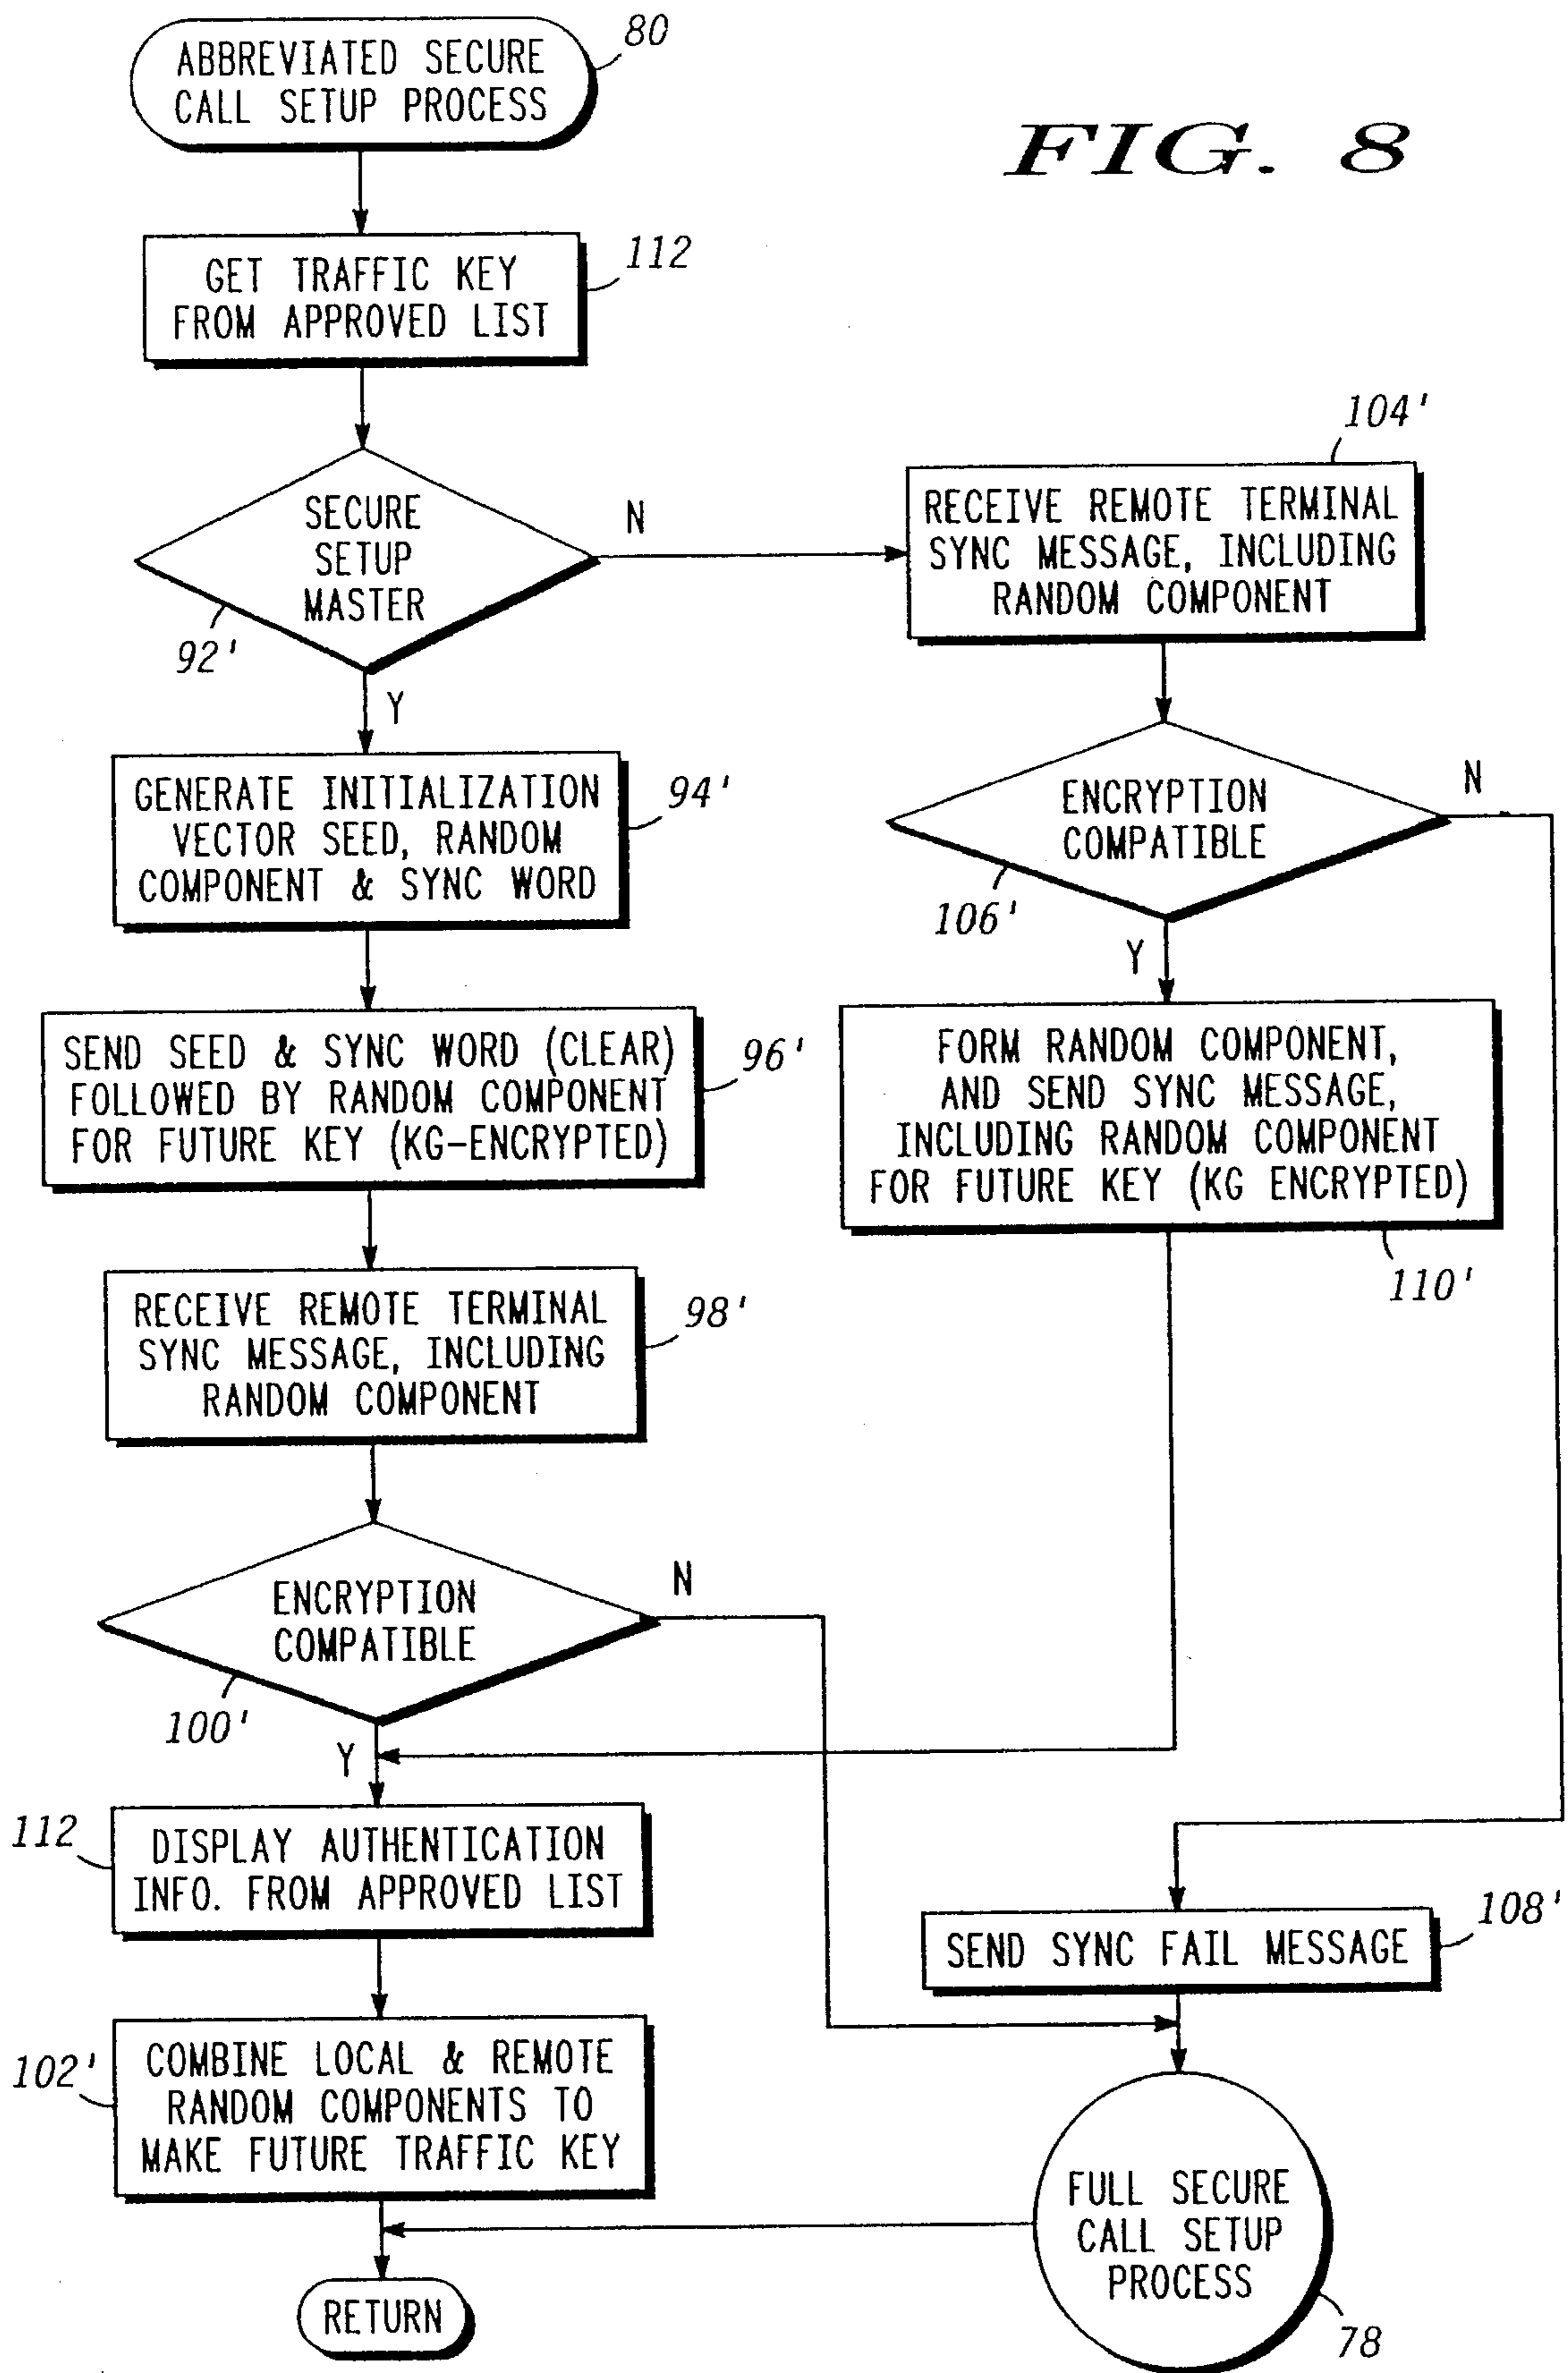 ABBREVIATED SECURE
CALL SETUP PROCESS
80
FIG. 8
GET TRAFFIC KEY
FROM APPROVED LIST
112
SECURE
SETUP
MASTER
92'
N
Y
104'
RECEIVE REMOTE TERMINAL
SYNC MESSAGE, INCLUDING
RANDOM COMPONENT
GENERATE INITIALIZATION
VECTOR SEED, RANDOM
COMPONENT & SYNC WORD
94'
ENCRYPTION
COMPATIBLE
106'
N
Y
SEND SEED & SYNC WORD (CLEAR)
FOLLOWED BY RANDOM COMPONENT
FOR FUTURE KEY (KG-ENCRYPTED)
96'
FORM RANDOM COMPONENT,
AND SEND SYNC MESSAGE,
INCLUDING RANDOM COMPONENT
FOR FUTURE KEY (KG ENCRYPTED)
110'
RECEIVE REMOTE TERMINAL
SYNC MESSAGE, INCLUDING
RANDOM COMPONENT
98'
ENCRYPTION
COMPATIBLE
100'
N
Y
112
DISPLAY AUTHENTICATION
INFO. FROM APPROVED LIST
SEND SYNC FAIL MESSAGE
108'
102'
COMBINE LOCAL & REMOTE
RANDOM COMPONENTS TO
MAKE FUTURE TRAFFIC KEY
FULL SECURE
CALL SETUP
PROCESS
78
RETURN